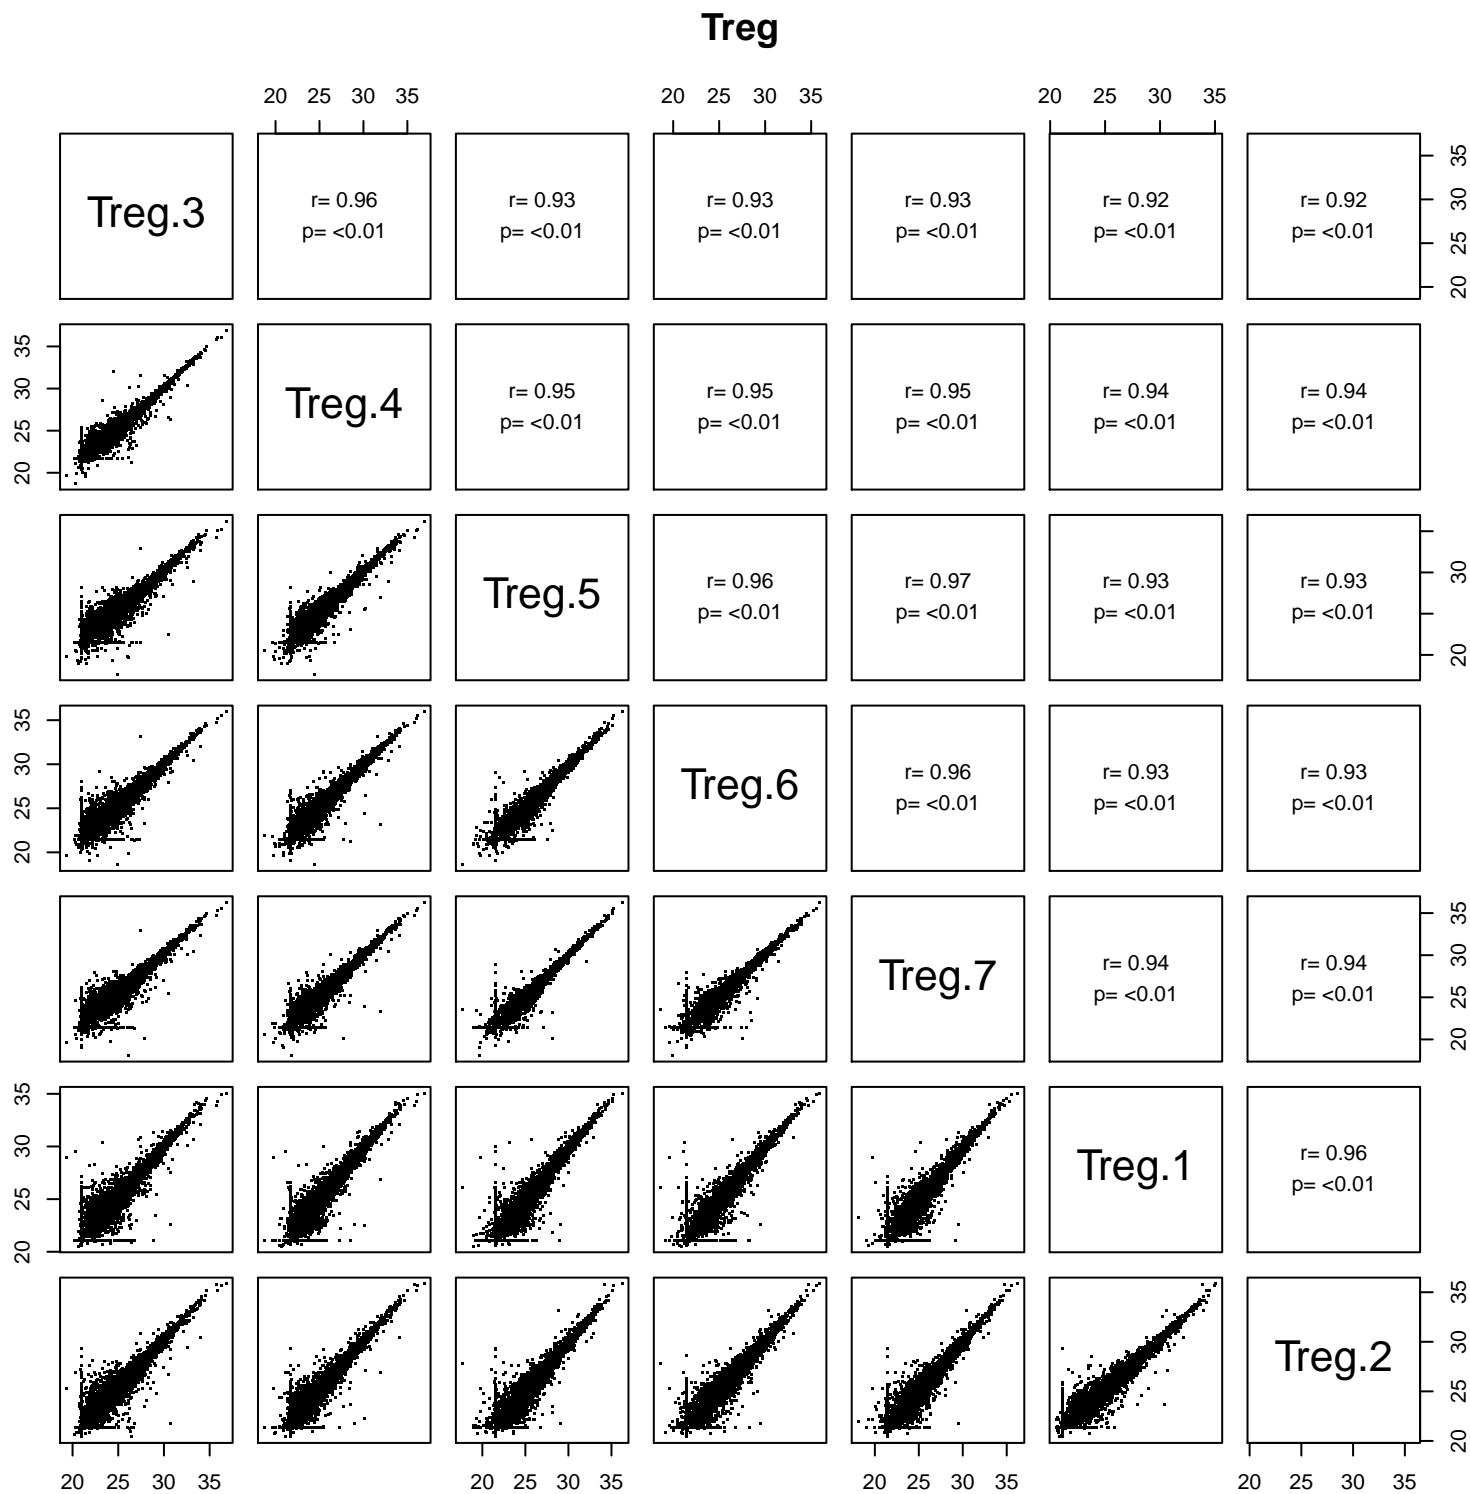 Treg
20 25 30 35 20 25 30 35 20 25 30 35
Treg.3
r= 0.96
p= <0.01
r= 0.93
p= <0.01
r= 0.93
p= <0.01
r= 0.93
p= <0.01
r= 0.92
p= <0.01
r= 0.92
p= <0.01
20 25 30 35
20 25 30 35
Treg.4
r= 0.95
p= <0.01
r= 0.95
p= <0.01
r= 0.95
p= <0.01
r= 0.94
p= <0.01
r= 0.94
p= <0.01
Treg.5
r= 0.96
p= <0.01
r= 0.97
p= <0.01
r= 0.93
p= <0.01
r= 0.93
p= <0.01
20 30
20 25 30 35
Treg.6
r= 0.96
p= <0.01
r= 0.93
p= <0.01
r= 0.93
p= <0.01
Treg.7
r= 0.94
p= <0.01
r= 0.94
p= <0.01
20 25 30 35
20 25 30 35
Treg.1
r= 0.96
p= <0.01
Treg.2
20 25 30 35
20 25 30 35 20 25 30 35 20 25 30 35 20 25 30 35